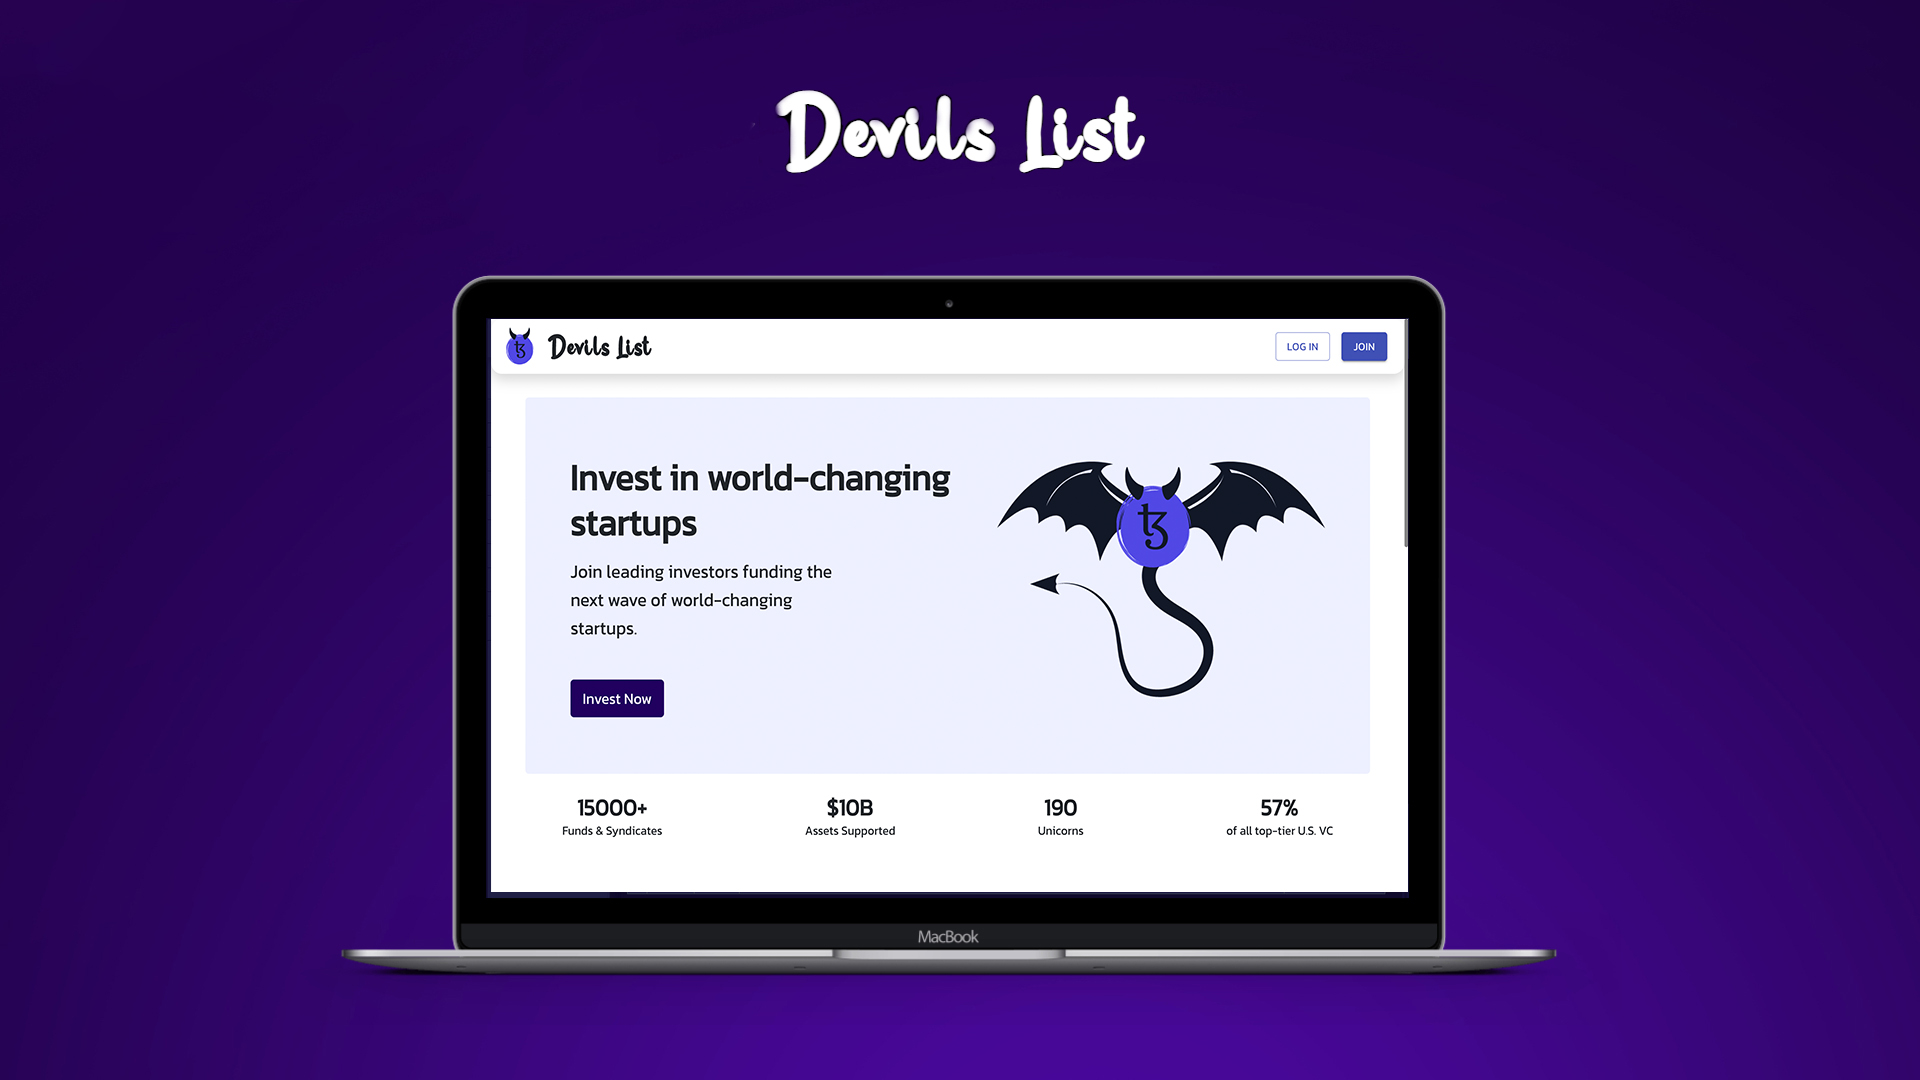 Devils List
Devils List
LOG IN
JOIN
Invest in world-changing
startups
Join leading investors funding the
next wave of world-changing
startups.
Invest Now
15000+
Funds & Syndicates
$10B
Assets Supported
190
Unicorns
57%
of all top-tier U.S. VC
MacBook